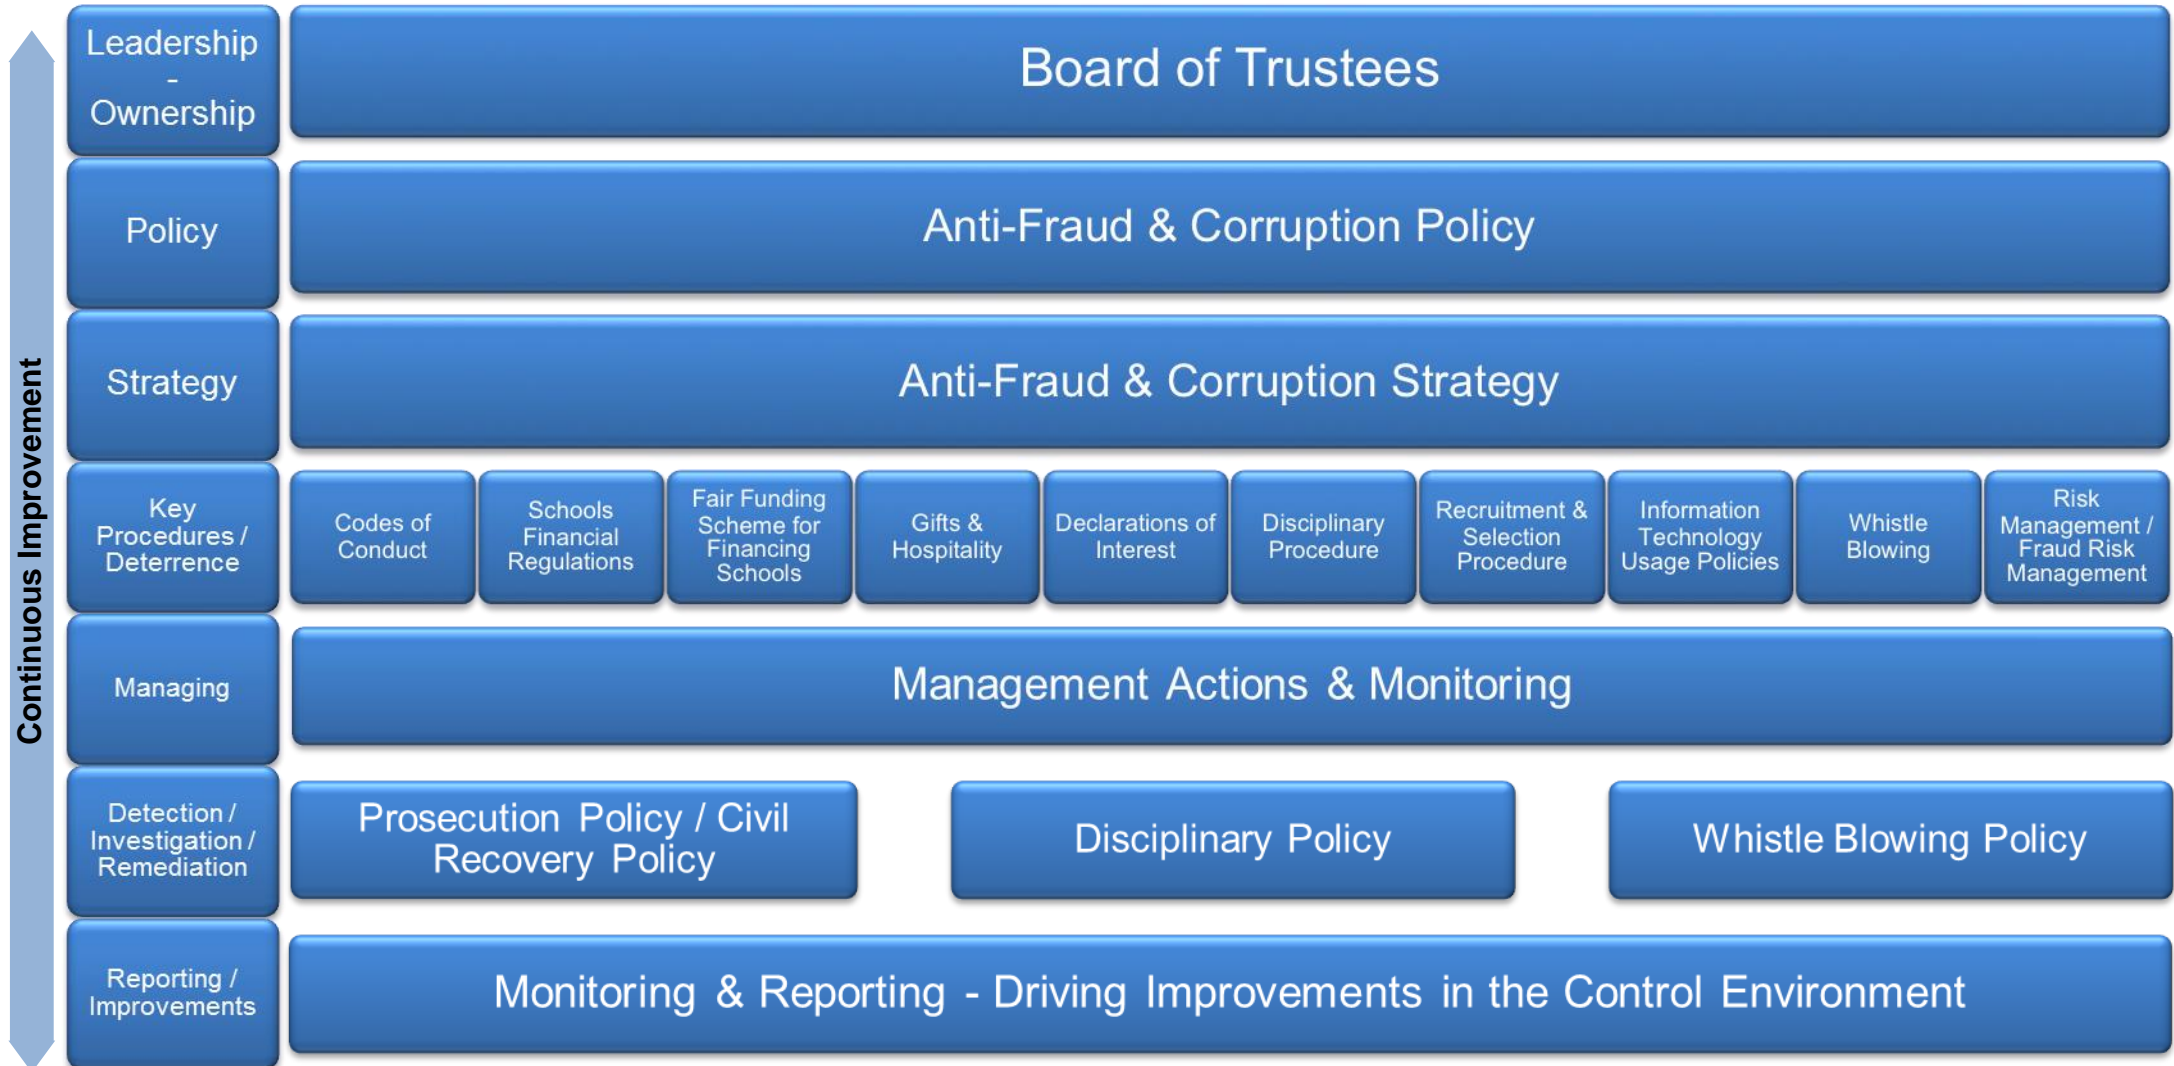 Continuous Improvement
Leadership
-
Ownership
Board of Trustees
Policy
Anti-Fraud & Corruption Policy
Strategy
Anti-Fraud & Corruption Strategy
Key
Procedures /
Deterrence
Codes of
Conduct
Schools
Financial
Regulations
Fair Funding
Scheme for
Financing
Schools
Gifts &
Hospitality
Declarations of
Interest
Disciplinary
Procedure
Recruitment &
Selection
Procedure
Information
Technology
Usage Policies
Whistle
Blowing
Risk
Management /
Fraud Risk
Management
Managing
Management Actions & Monitoring
Detection /
Investigation /
Remediation
Prosecution Policy / Civil
Recovery Policy
Disciplinary Policy
Whistle Blowing Policy
Reporting /
Improvements
Monitoring & Reporting - Driving Improvements in the Control Environment